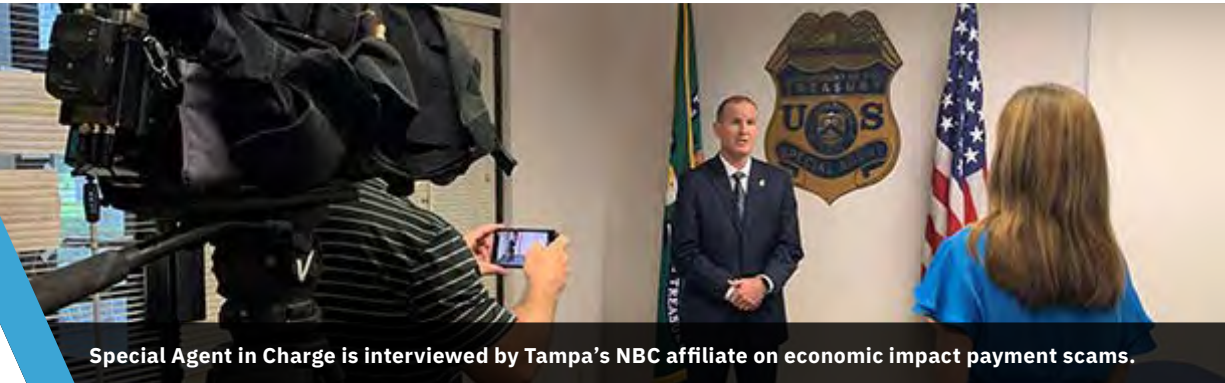 TREASURY
U S
SPECIAL AGENT
Special Agent in Charge is interviewed by Tampa’s NBC affiliate on economic impact payment scams.